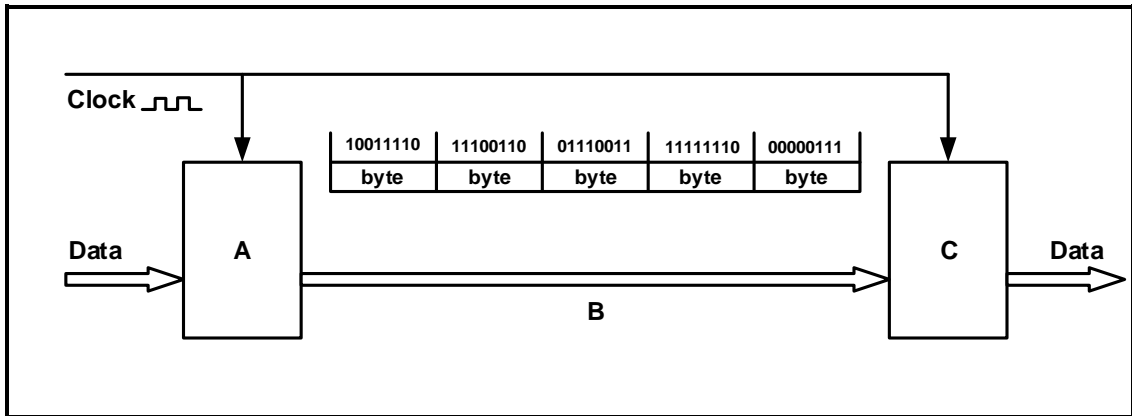 Clock
10011110 11100110 01110011 11111110 00000111
byte byte byte byte byte
Data A C Data
B